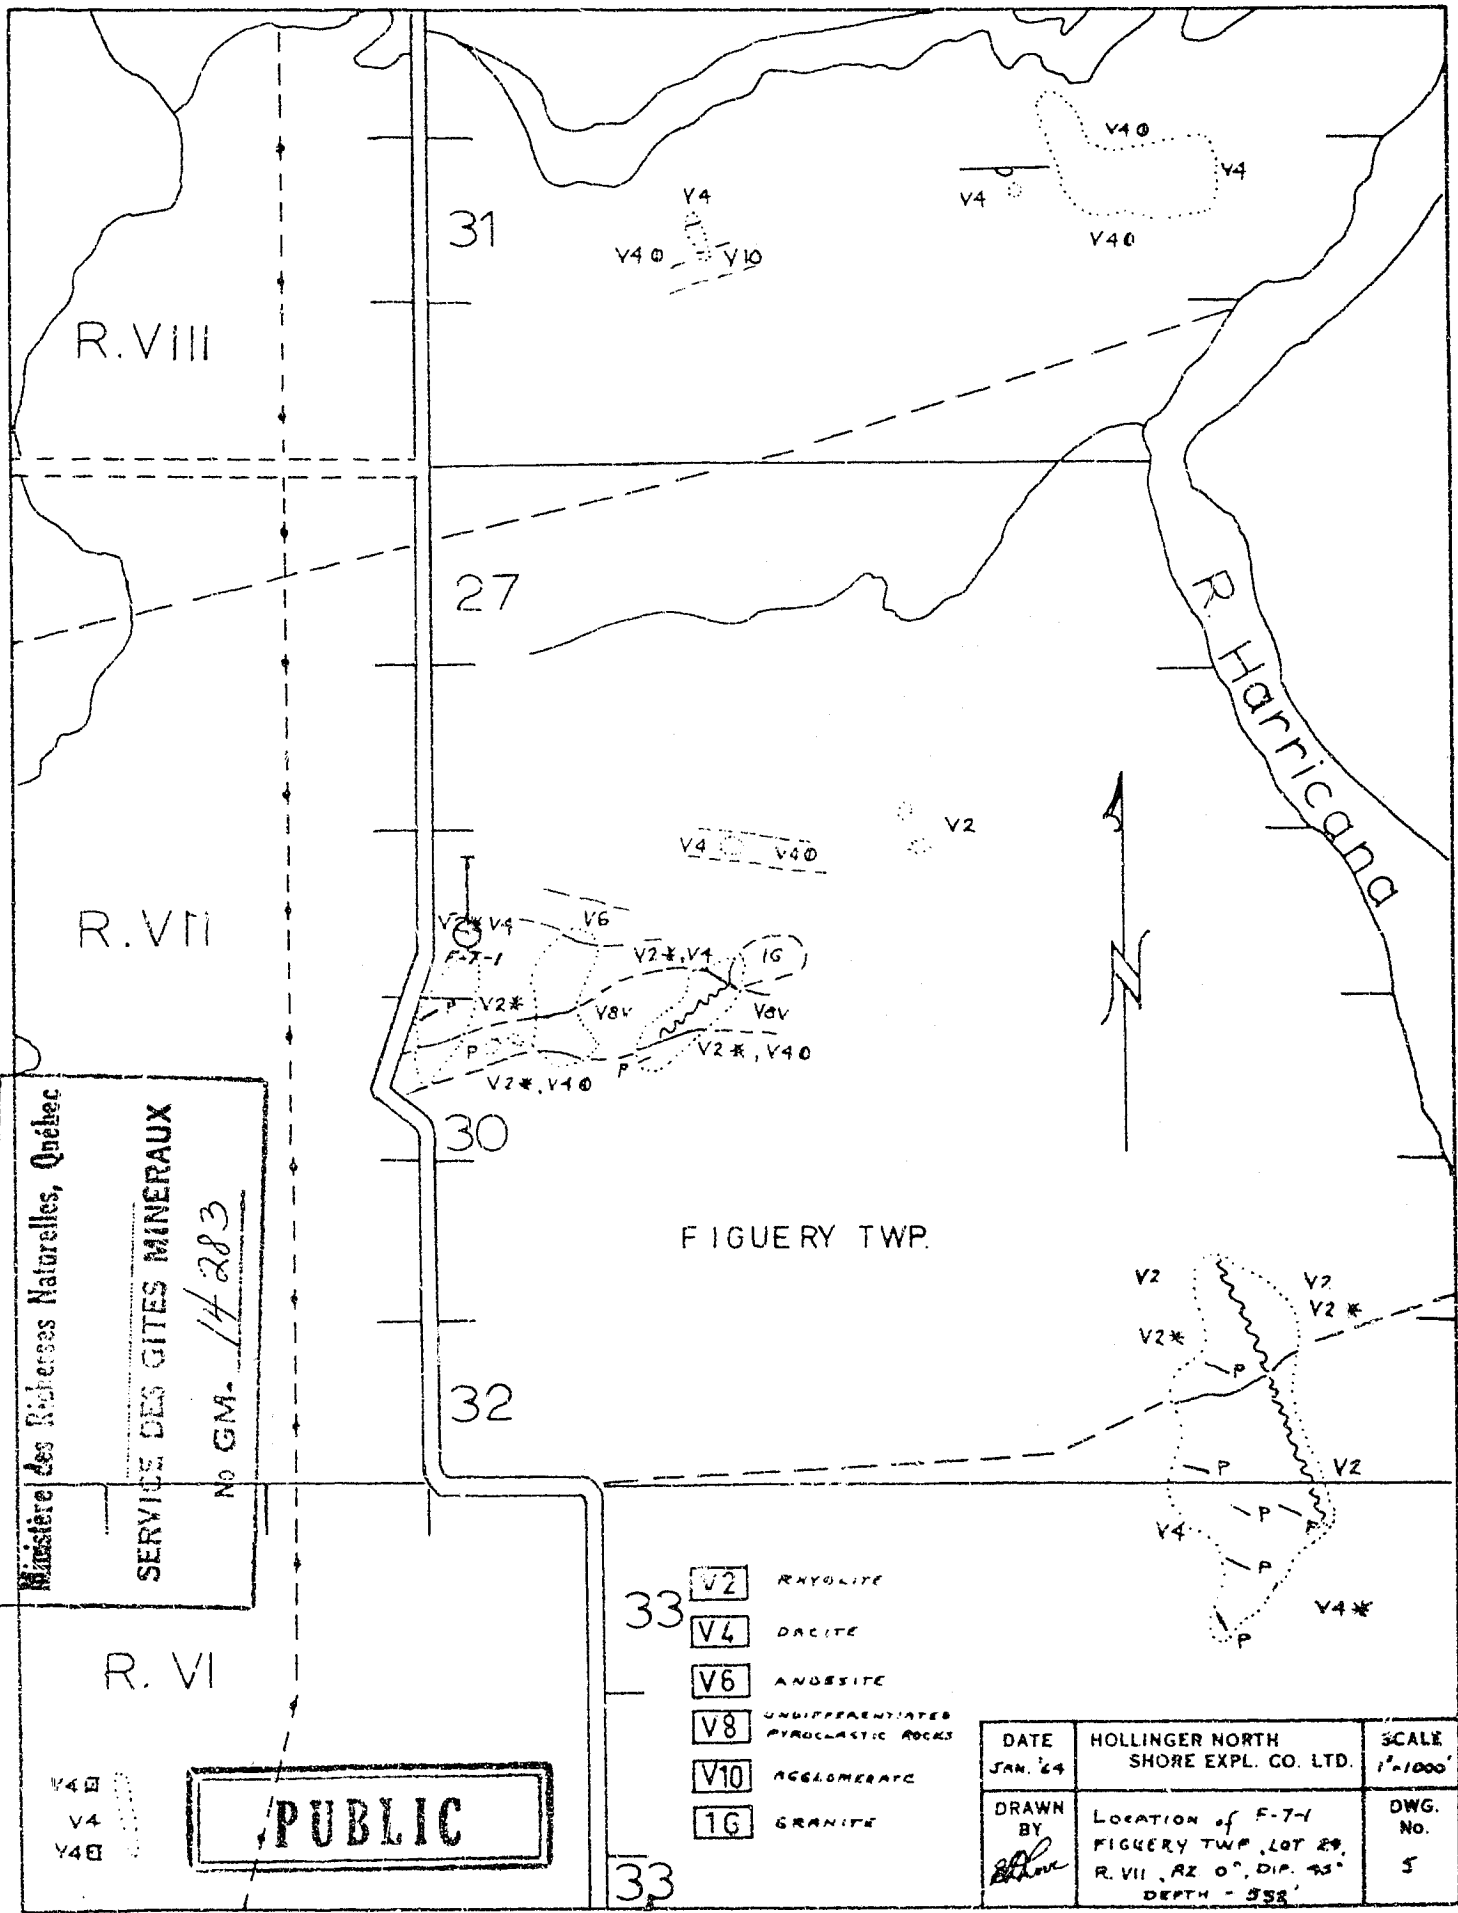 V4 ⦶
V4
V4
V4 ⦶
V4
V4 ⦶
V10
31
R. VIII
27
R. Harricana
V2
V4
V4 ⦶
R. VII
V2* V4
V6
F-7-1
V2*, V4
1G
P
V2*
V8V
V8V
P
P
V2*, V4 ⦶
V2*, V4 ⦶
30
FIGUERY TWP.
V2
V2
V2*
V2*
P
32
P
V2
P
P
V4
P
V4*
P
Ministère des Richesses Naturelles, Québec
SERVICE DES GITES MINERAUX
No GM. 14283
R. VI
33
33
V2 RHYOLITE
V4 DACITE
V6 ANDESITE
V8 UNDIFFERENTIATED
PYROCLASTIC ROCKS
V10 AGGLOMERATE
1G GRANITE
V4 ⊡
V4
V4 ⊡
PUBLIC
DATE
JAN. '64
HOLLINGER NORTH
SHORE EXPL. CO. LTD.
SCALE
1"=1000'
DRAWN
BY
LOCATION of F-7-1
FIGUERY TWP, LOT 29,
R. VII, AZ 0°, DIP. 45°
DEPTH - 558'
DWG.
No.
5